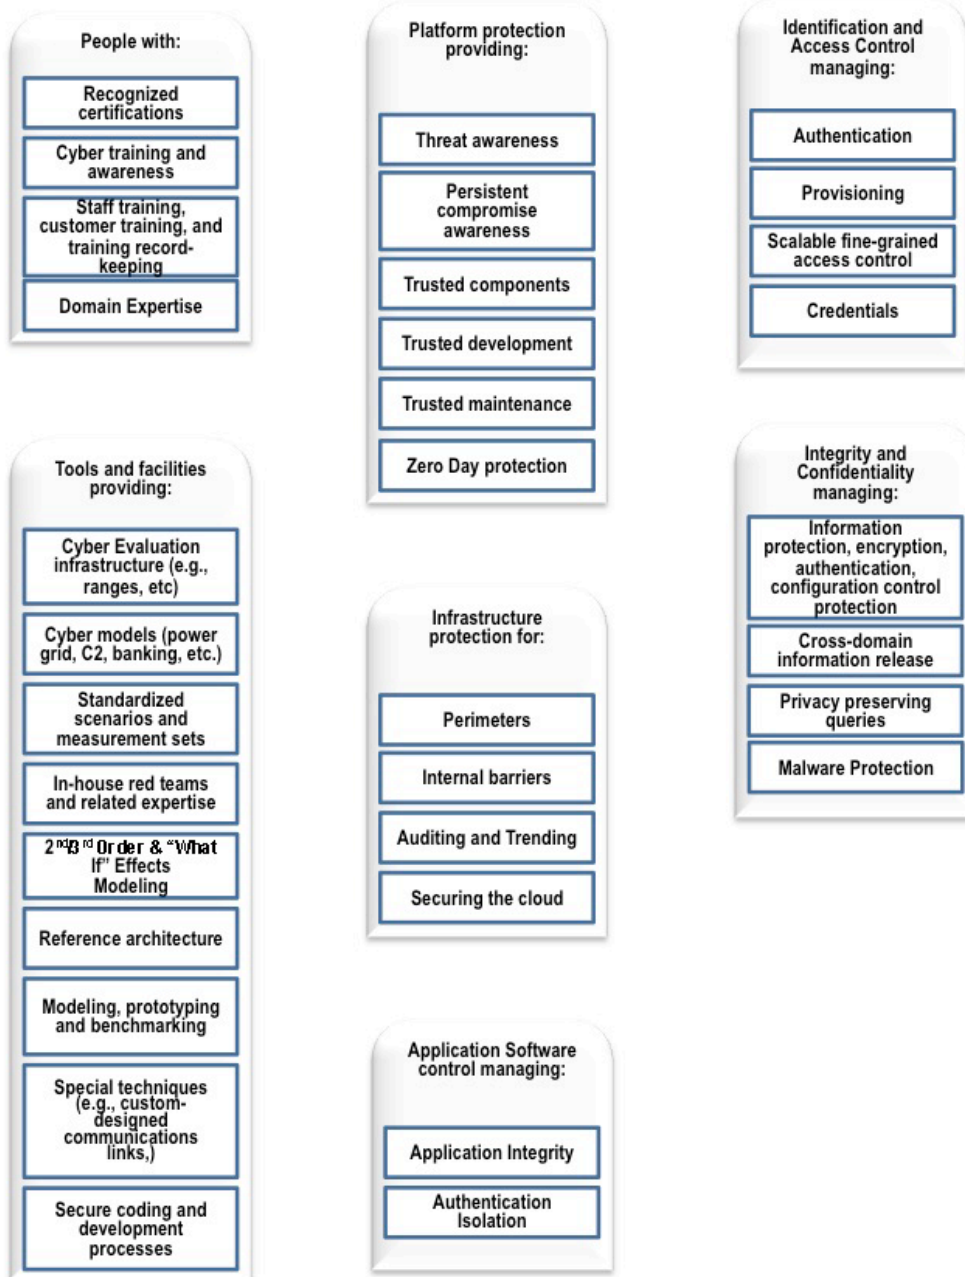 People with:
Recognized
certifications
Cyber training and
awareness
Staff training,
customer training, and
training record-
keeping
Domain Expertise
Tools and facilities
providing:
Cyber Evaluation
infrastructure (e.g.,
ranges, etc)
Cyber models (power
grid, C2, banking, etc.)
Standardized
scenarios and
measurement sets
In-house red teams
and related expertise
2nd/3rd Order & “What
If” Effects
Modeling
Reference architecture
Modeling, prototyping
and benchmarking
Special techniques
(e.g., custom-
designed
communications
links,)
Secure coding and
development
processes
Platform protection
providing:
Threat awareness
Persistent
compromise
awareness
Trusted components
Trusted development
Trusted maintenance
Zero Day protection
Infrastructure
protection for:
Perimeters
Internal barriers
Auditing and Trending
Securing the cloud
Application Software
control managing:
Application Integrity
Authentication
Isolation
Identification and
Access Control
managing:
Authentication
Provisioning
Scalable fine-grained
access control
Credentials
Integrity and
Confidentiality
managing:
Information
protection, encryption,
authentication,
configuration control
protection
Cross-domain
information release
Privacy preserving
queries
Malware Protection